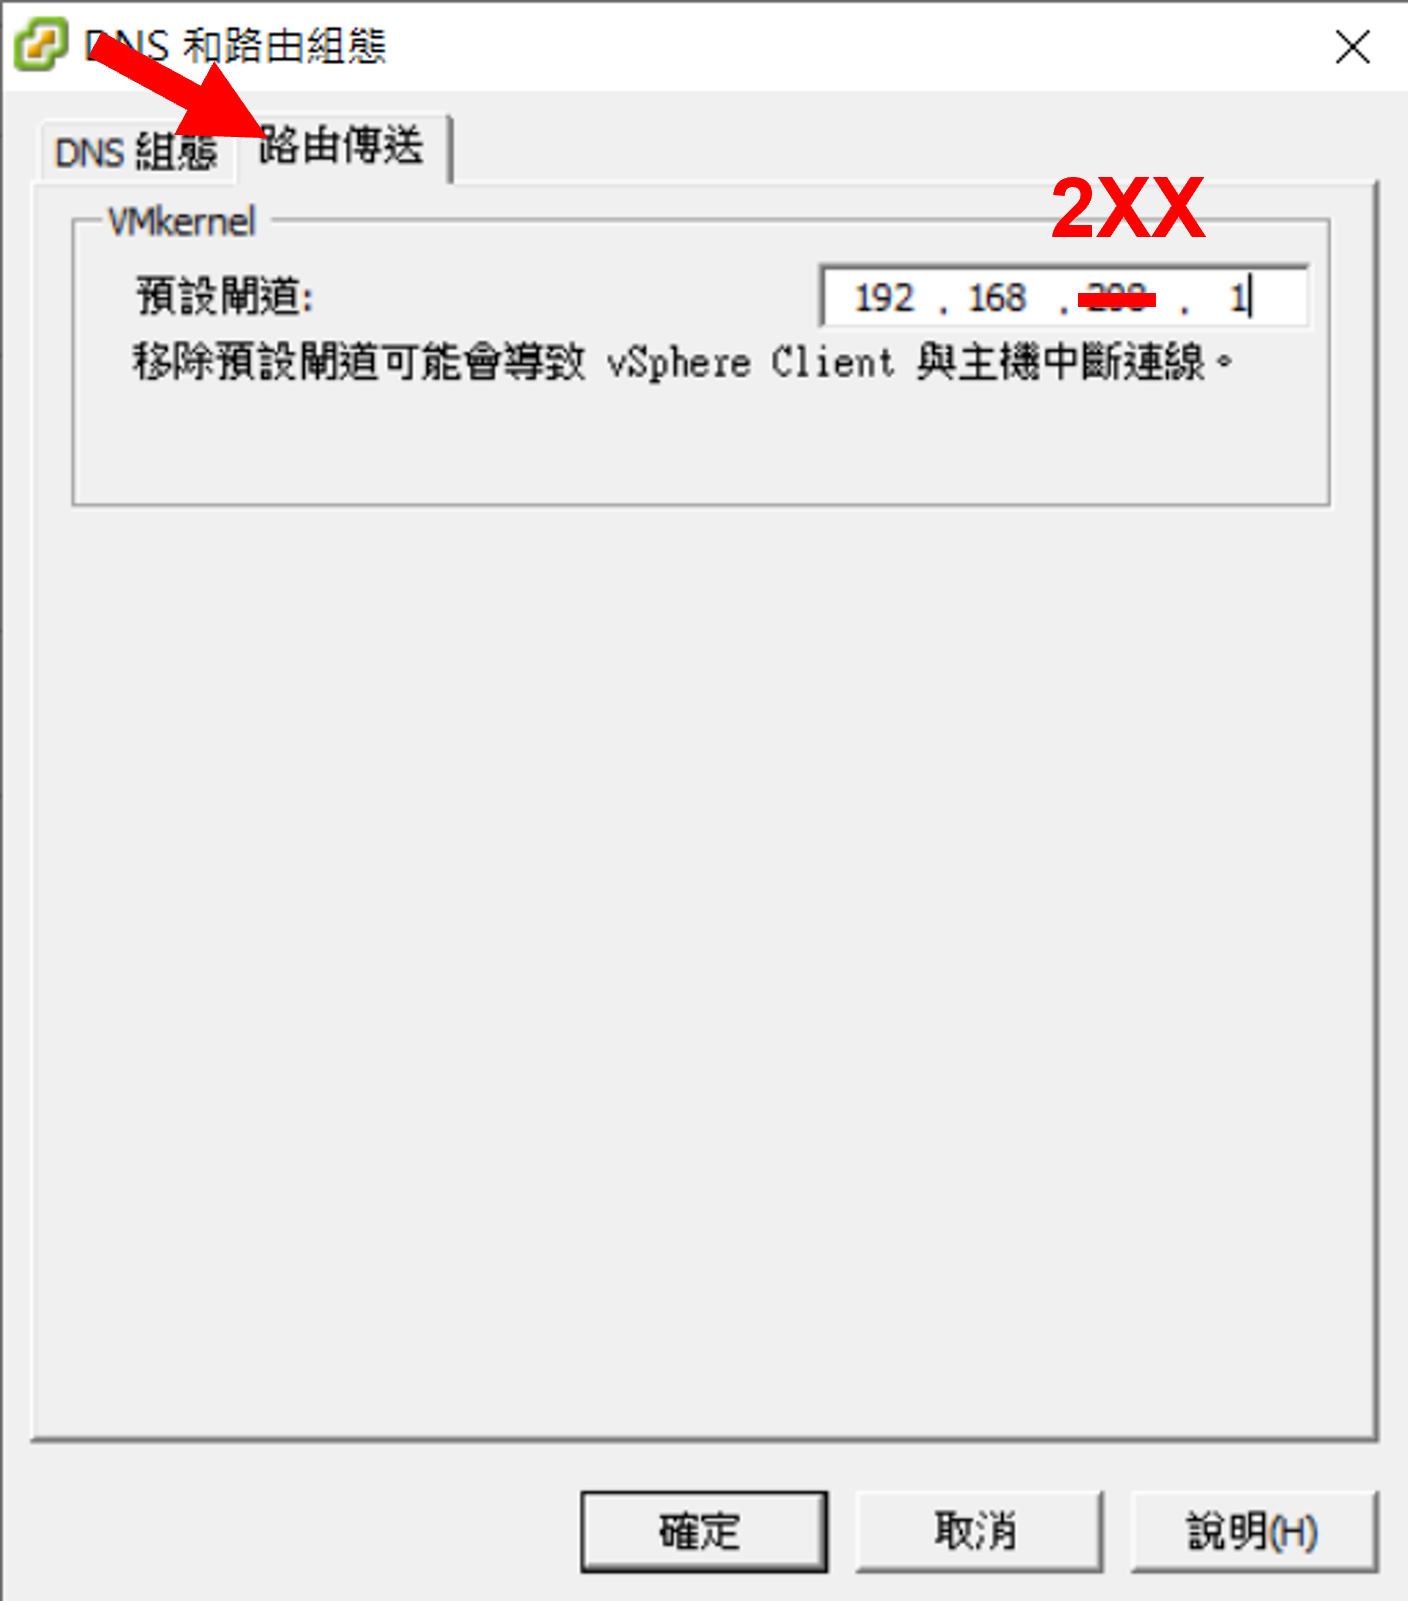 DNS 和路由組態
DNS 組態
路由傳送
2XX
VMkernel
預設閘道:
192 . 168 . 208 . 1
移除預設閘道可能會導致 vSphere Client 與主機中斷連線。
確定
取消
說明(H)